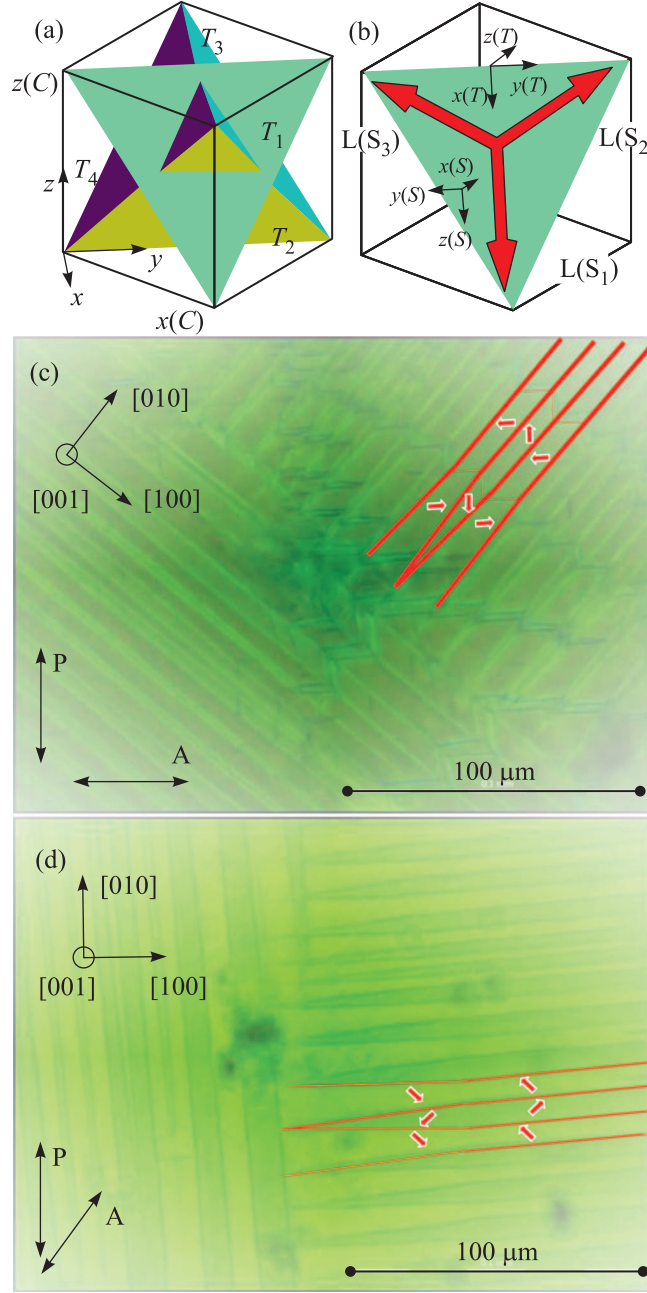 (a)
T3
z(C)
T1
T4
z
T2
y
x
x(C)
(b)
z(T)
x(T)
y(T)
L(S3)
L(S2)
x(S)
y(S)
z(S)
L(S1)
(c)
[010]
[001]
[100]
P
A
100 μm
(d)
[010]
[001]
[100]
P
A
100 μm